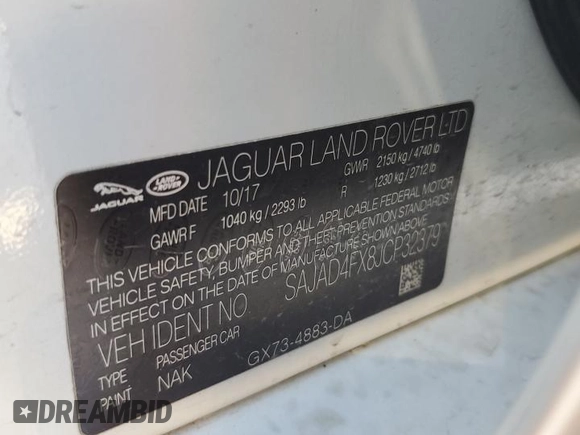 JAGUAR LAND ROVER LTD
JAGUAR
LAND ROVER
MFD DATE 10/17 GVWR 2150 kg / 4740 lb
GAWR F 1040 kg / 2293 lb R 1230 kg / 2712 lb
THIS VEHICLE CONFORMS TO ALL APPLICABLE FEDERAL MOTOR
VEHICLE SAFETY, BUMPER AND THEFT PREVENTION STANDARDS
IN EFFECT ON THE DATE OF MANUFACTURE SHOWN ABOVE
VEH IDENT NO SAJAD4FX8JCP32379
TYPE PASSENGER CAR
PAINT NAK GX73-4883-DA
DREAMBID